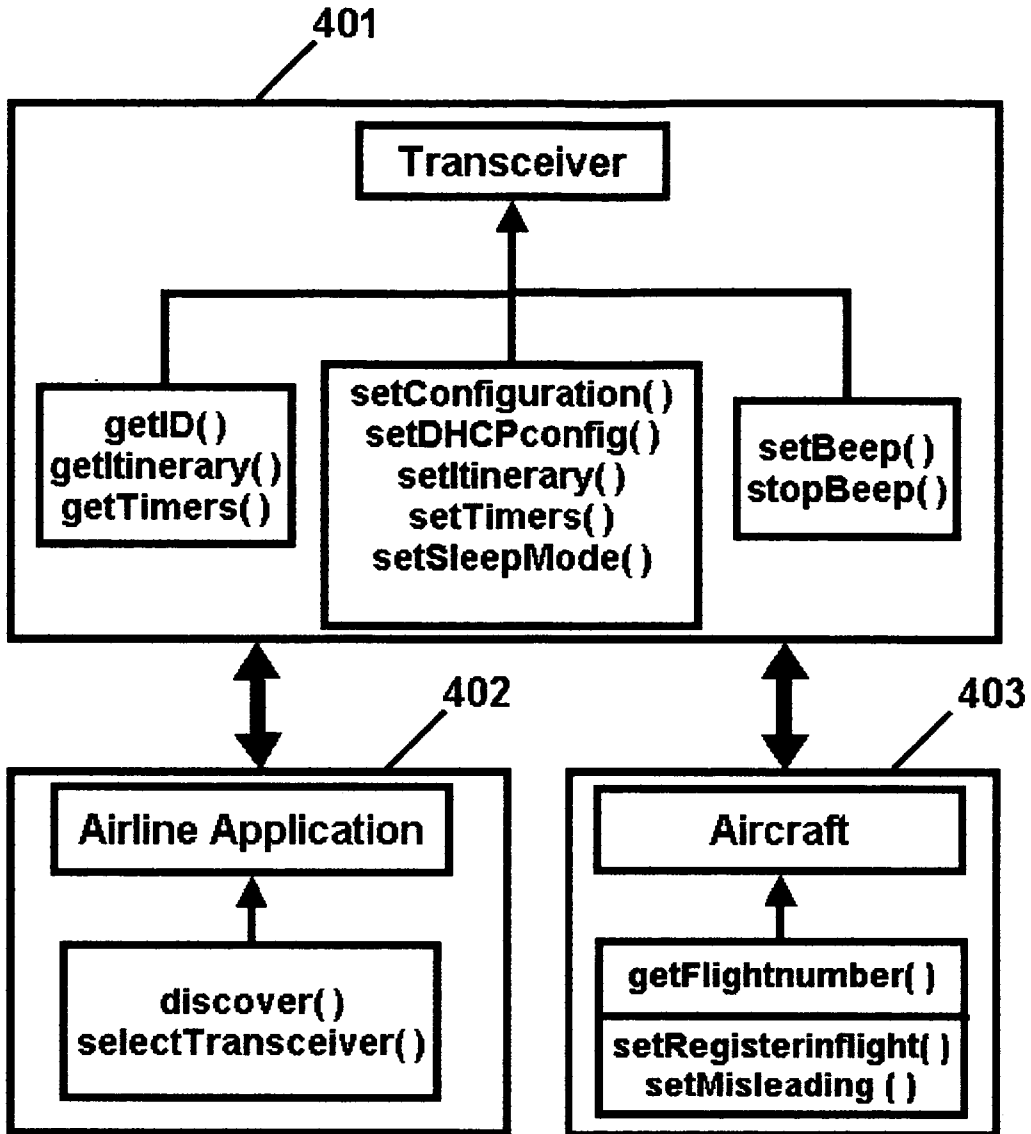 401
Transceiver
getID()
getItinerary()
getTimers()
setConfiguration()
setDHCPconfig()
setItinerary()
setTimers()
setSleepMode()
setBeep()
stopBeep()
402
403
Airline Application
discover()
selectTransceiver()
Aircraft
getFlightnumber()
setRegisterinflight()
setMisleading ()